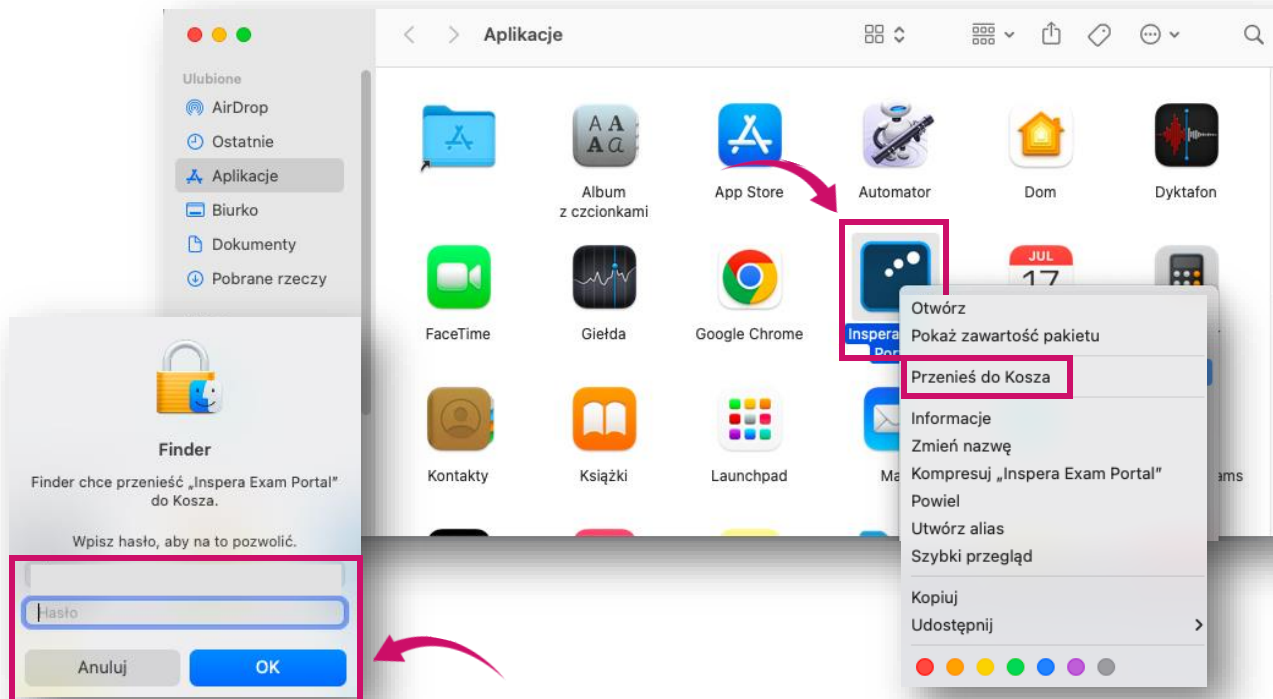 Aplikacje
Ulubione
AirDrop
Ostatnie
Aplikacje
Biurko
Dokumenty
Pobrane rzeczy
A A
A a
Album
z czcionkami
App Store
Automator
Dom
Dyktafon
FaceTime
Giełda
Google Chrome
Inspera
JUL
17
Kontakty
Książki
Launchpad
Otwórz
Pokaż zawartość pakietu
Przenieś do Kosza
Informacje
Zmień nazwę
Kompresuj „Inspera Exam Portal”
Powiel
Utwórz alias
Szybki przegląd
Kopiuj
Udostępnij
Finder
Finder chce przenieść „Inspera Exam Portal”
do Kosza.
Wpisz hasło, aby na to pozwolić.
Hasło
Anuluj
OK